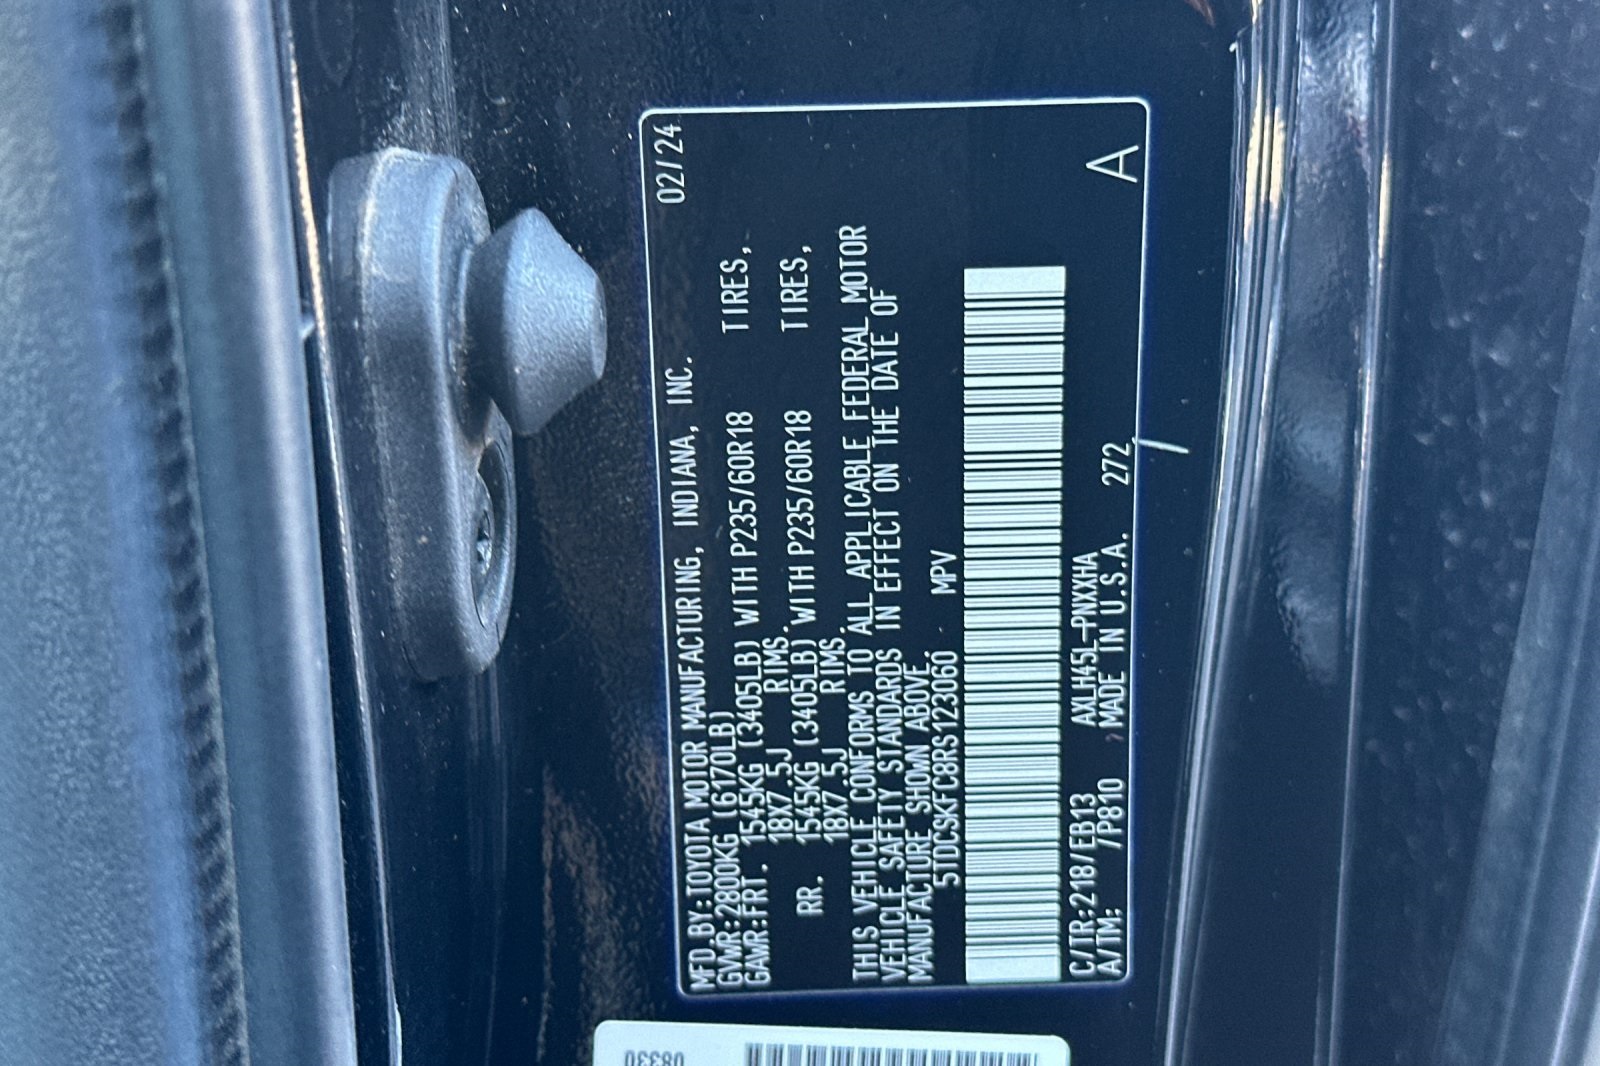 MFD.BY:TOYOTA MOTOR MANUFACTURING, INDIANA, INC. 02/24
GVWR:2800KG (6170LB)
GAWR:FRT. 1545KG (3405LB) WITH P235/60R18 TIRES,
18X7.5J RIMS.
RR. 1545KG (3405LB) WITH P235/60R18 TIRES,
18X7.5J RIMS.
THIS VEHICLE CONFORMS TO ALL APPLICABLE FEDERAL MOTOR
VEHICLE SAFETY STANDARDS IN EFFECT ON THE DATE OF
MANUFACTURE SHOWN ABOVE.
5TDCSKFC8RS123060 MPV
C/TR:218/EB13 AXLH45L-PNXXHA A
A/TM: /P810 , MADE IN U.S.A. 272
08330